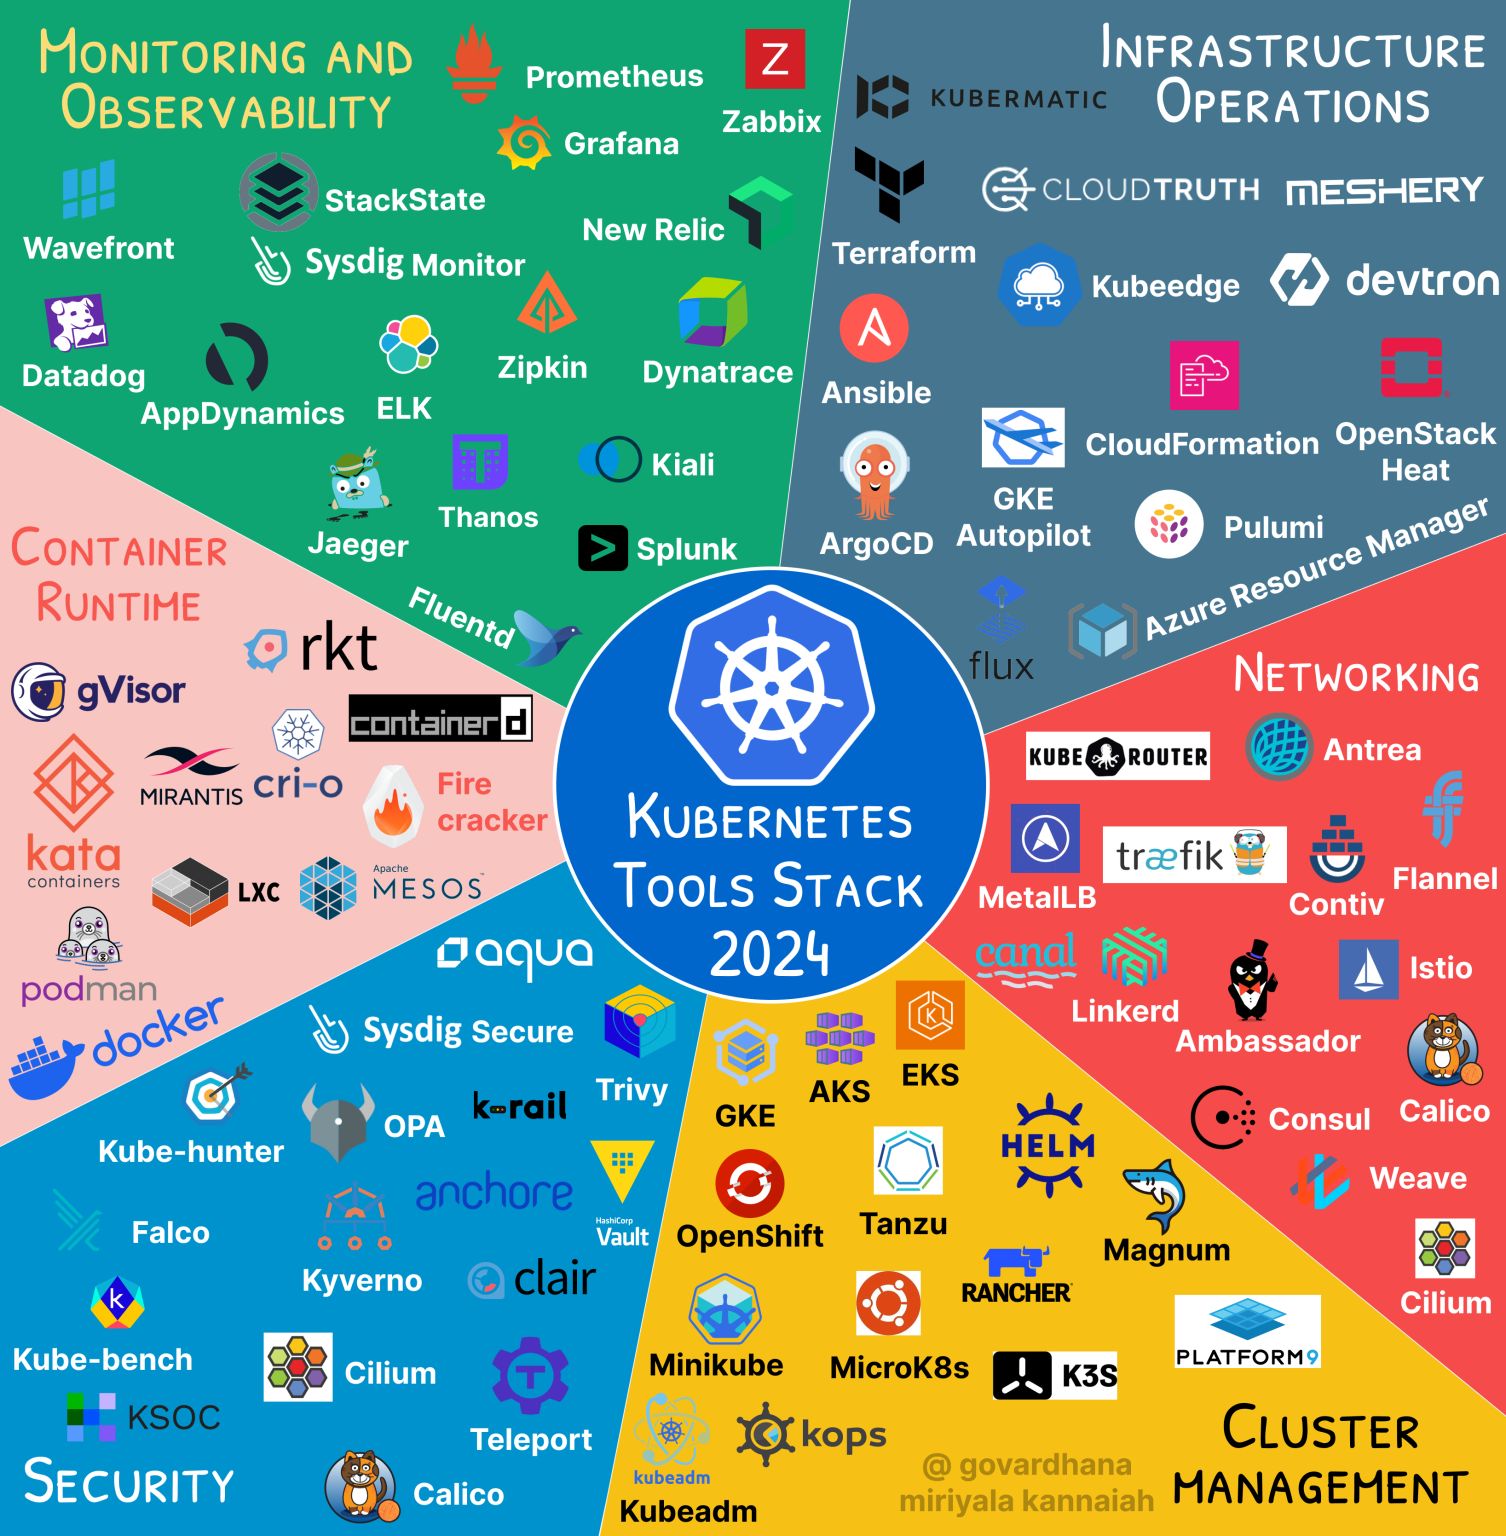 MONITORING AND
OBSERVABILITY
Prometheus
Z
Zabbix
Grafana
Wavefront
StackState
New Relic
Sysdig Monitor
Datadog
AppDynamics
ELK
Zipkin
Dynatrace
Jaeger
Thanos
Kiali
Splunk
Fluentd
INFRASTRUCTURE
OPERATIONS
KUBERMATIC
Terraform
CLOUDTRUTH
MESHERY
Kubeedge
devtron
Ansible
CloudFormation
OpenStack
Heat
ArgoCD
GKE
Autopilot
Pulumi
Azure Resource Manager
flux
CONTAINER
RUNTIME
rkt
gVisor
containerd
MIRANTIS
cri-o
Fire
cracker
kata
containers
LXC
Apache
MESOS™
podman
docker
KUBERNETES
TOOLS STACK
2024
NETWORKING
KUBE ROUTER
Antrea
MetalLB
træfik
Contiv
Flannel
canal
Linkerd
Ambassador
Istio
Consul
Calico
Weave
Cilium
aqua
Sysdig Secure
Trivy
Kube-hunter
OPA
k-rail
Falco
Kyverno
anchore
HashiCorp
Vault
clair
k
Kube-bench
Cilium
T
Teleport
KSOC
SECURITY
Calico
GKE
AKS
K
EKS
OpenShift
Tanzu
HELM
Magnum
Minikube
MicroK8s
RANCHER
K3S
PLATFORM9
kubeadm
Kubeadm
kops
@ govardhana
miriyala kannaiah
CLUSTER
MANAGEMENT